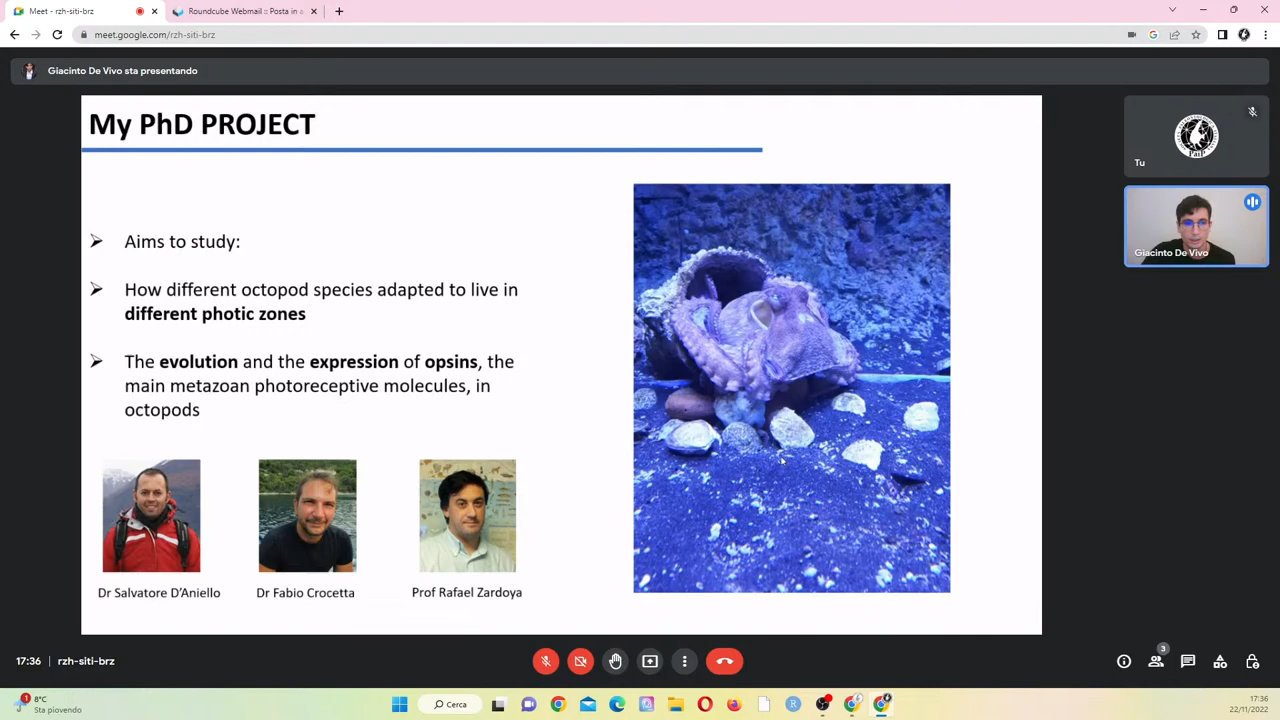 Meet - rzh-siti-brz
Roundcube Webmail :: Posta in a
meet.google.com/rzh-siti-brz
Giacinto De Vivo sta presentando
My PhD PROJECT
Aims to study:
How different octopod species adapted to live in
different photic zones
The evolution and the expression of opsins, the
main metazoan photoreceptive molecules, in
octopods
Dr Salvatore D'Aniello
Dr Fabio Crocetta
Prof Rafael Zardoya
Tu
Giacinto De Vivo
17:36 | rzh-siti-brz
3
1
8°C
Sta piovendo
Cerca
17:36
22/11/2022